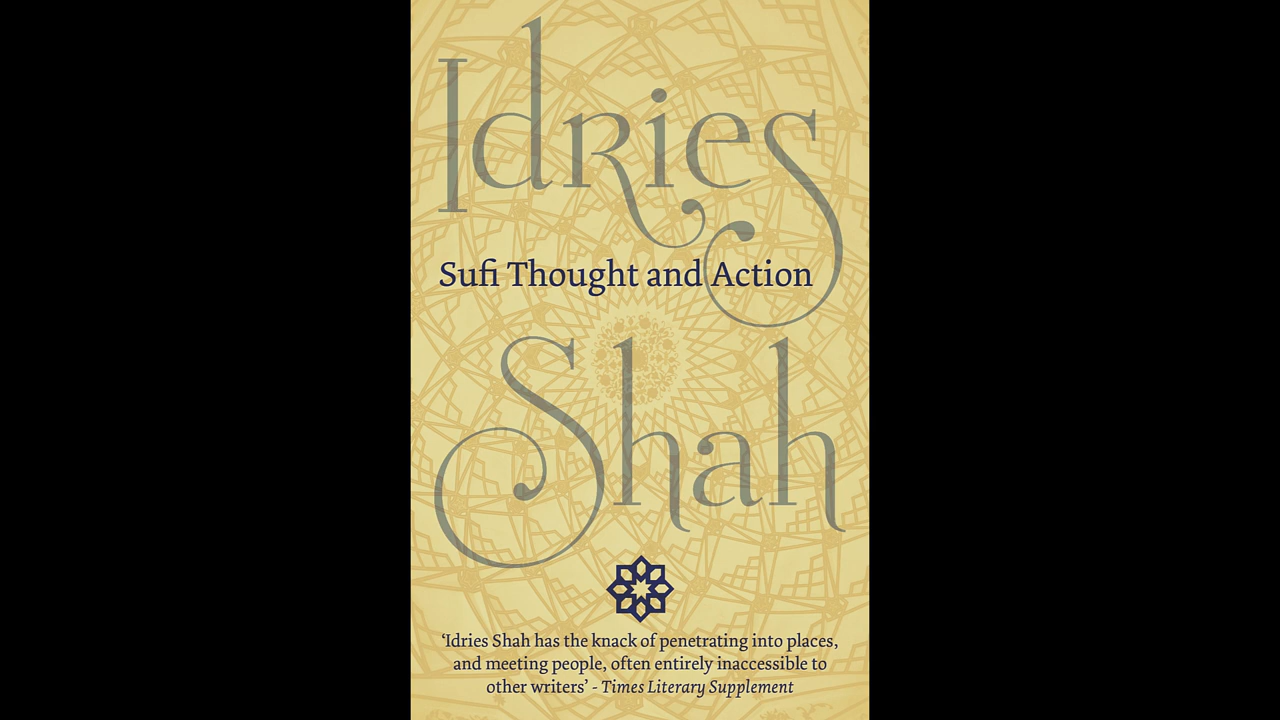 Idries
Sufi Thought and Action
Shah
‘Idries Shah has the knack of penetrating into places,
and meeting people, often entirely inaccessible to
other writers’ - Times Literary Supplement